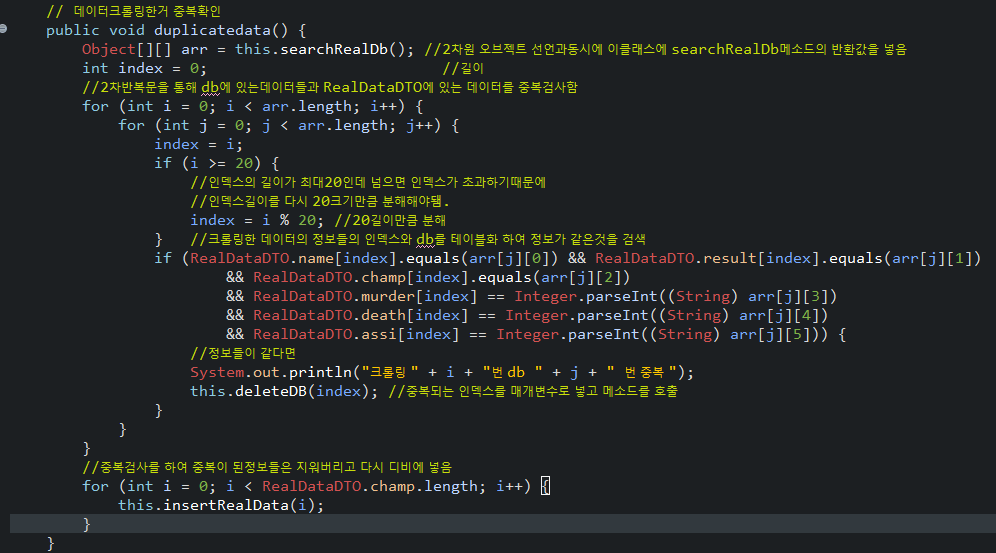 // 데이터크롤링한거 중복확인
public void duplicatedata() {
Object[][] arr = this.searchRealDb(); //2차원 오브젝트 선언과동시에 이클래스에 searchRealDb메소드의 반환값을 넣음
int index = 0; //길이
//2차반복문을 통해 db에 있는데이터들과 RealDataDTO에 있는 데이터를 중복검사함
for (int i = 0; i < arr.length; i++) {
for (int j = 0; j < arr.length; j++) {
index = i;
if (i >= 20) {
//인덱스의 길이가 최대20인데 넘으면 인덱스가 초과하기때문에
//인덱스길이를 다시 20크기만큼 분해해야됨.
index = i % 20; //20길이만큼 분해
} //크롤링한 데이터의 정보들의 인덱스와 db를 테이블화 하여 정보가 같은것을 검색
if (RealDataDTO.name[index].equals(arr[j][0]) && RealDataDTO.result[index].equals(arr[j][1])
&& RealDataDTO.champ[index].equals(arr[j][2])
&& RealDataDTO.murder[index] == Integer.parseInt((String) arr[j][3])
&& RealDataDTO.death[index] == Integer.parseInt((String) arr[j][4])
&& RealDataDTO.assi[index] == Integer.parseInt((String) arr[j][5])) {
//정보들이 같다면
System.out.println("크롤링 " + i + "번 db " + j + " 번 중복 ");
this.deleteDB(index); //중복되는 인덱스를 매개변수로 넣고 메소드를 호출
}
}
}
//중복검사를 하여 중복이 된정보들은 지워버리고 다시 디비에 넣음
for (int i = 0; i < RealDataDTO.champ.length; i++) {
this.insertRealData(i);
}
}